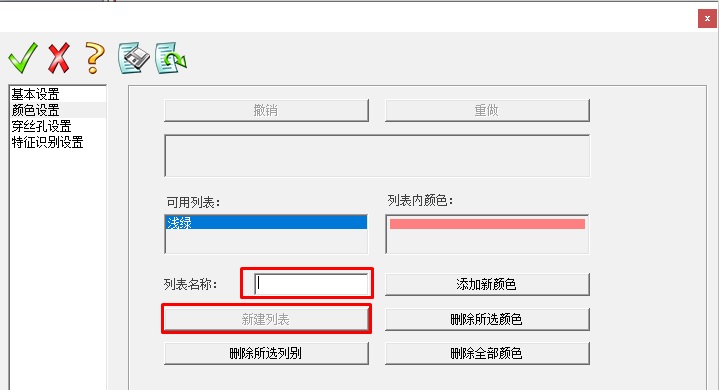 基本设置
颜色设置
穿丝孔设置
特征识别设置
撤销
重做
可用列表：
列表内颜色：
浅绿
列表名称：
添加新颜色
新建列表
删除所选颜色
删除所选列别
删除全部颜色